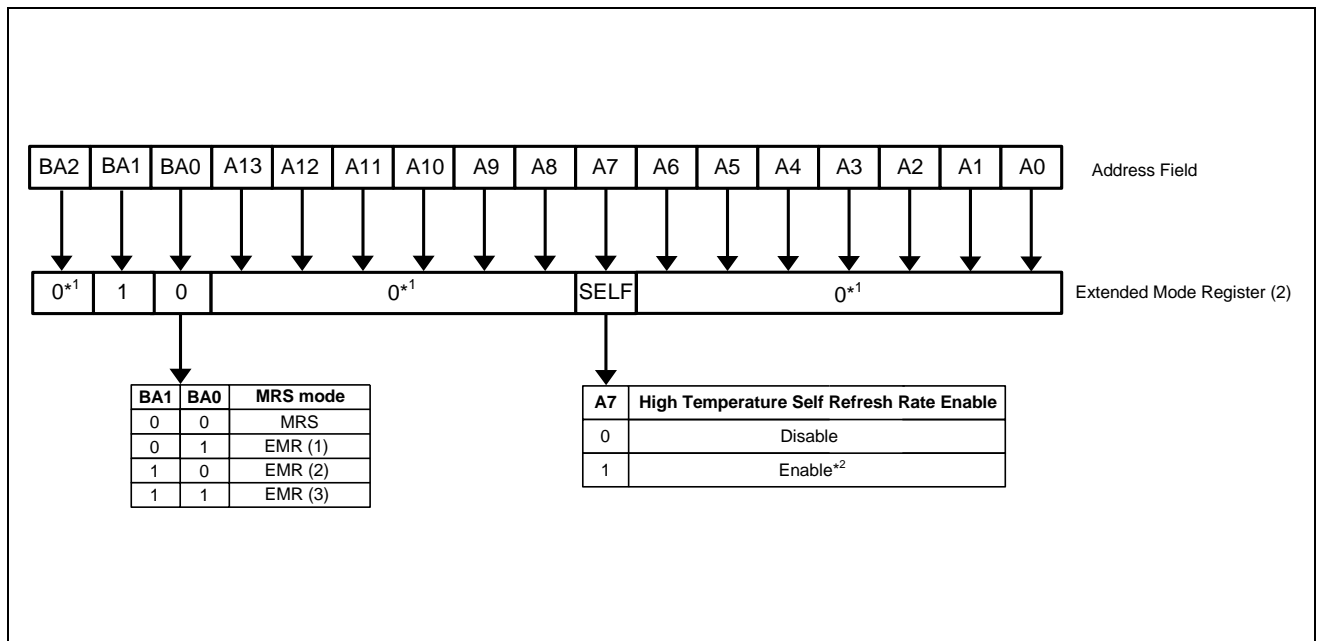 BA2 BA1 BA0 A13 A12 A11 A10 A9 A8 A7 A6 A5 A4 A3 A2 A1 A0 Address Field
0*1 1 0 0*1 SELF 0*1 Extended Mode Register (2)
BA1 BA0 MRS mode
0 0 MRS
0 1 EMR (1)
1 0 EMR (2)
1 1 EMR (3)
A7 High Temperature Self Refresh Rate Enable
0 Disable
1 Enable*2